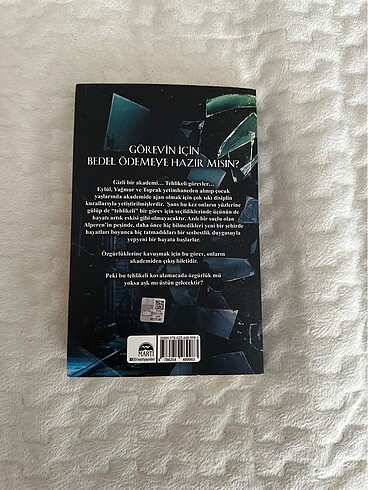 GÖREVİN İÇİN
BEDEL ÖDEMEYE HAZIR MISIN?
Gizli bir akademi... Tehlikeli görevler...
Eylül, Yağmur ve Toprak yetimhaneden alınıp çocuk
yaşlarında akademide ajan olmak için çok sıkı disiplin
kurallarıyla yetiştirilmişlerdir. Şans bu kez onların yüzlerine
gülüp de "tehlikeli" bir görev için seçildiklerinde üçünün de
hayatı artık eskisi gibi olmayacaktır. Azılı bir suçlu olan
Alperen'in peşinde, daha önce hiç bilmedikleri yeni bir şehirde
hayatları boyunca hiç tatmadıkları bir serbestlik duygusuyla
yepyeni bir hayata başlarlar.
Özgürlüklerine kavuşmak için bu görev, onların
akademiden çıkış biletidir.
Peki bu tehlikeli kovalamacada özgürlük mü
yoksa aşk mı üstün gelecektir?
MARTI